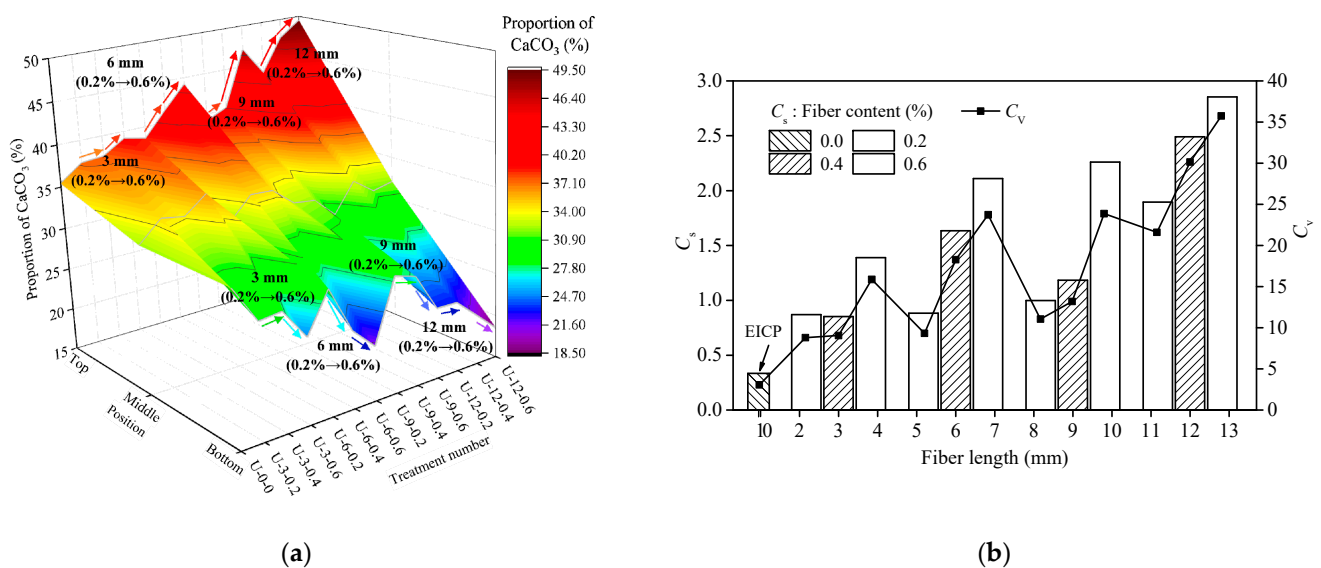 Proportion of
CaCO3 (%)
49.50
46.40
43.30
40.20
37.10
34.00
30.90
27.80
24.70
21.60
18.50
Proportion of CaCO3 (%)
50
45
40
35
30
25
20
15
6 mm
(0.2%→0.6%)
12 mm
(0.2%→0.6%)
9 mm
(0.2%→0.6%)
3 mm
(0.2%→0.6%)
9 mm
(0.2%→0.6%)
3 mm
(0.2%→0.6%)
12 mm
(0.2%→0.6%)
6 mm
(0.2%→0.6%)
Top
Middle
Bottom
Position
U-0-0
U-3-0.2
U-3-0.4
U-3-0.6
U-6-0.2
U-6-0.4
U-6-0.6
U-9-0.2
U-9-0.4
U-9-0.6
U-12-0.2
U-12-0.4
U-12-0.6
Treatment number
(a)
3.0
2.5
2.0
1.5
1.0
0.5
0.0
Cs
Cs : Fiber content (%)
Cv
0.0 0.2
0.4 0.6
EICP
40
35
30
25
20
15
10
5
0
Cv
10 2 3 4 5 6 7 8 9 10 11 12 13
Fiber length (mm)
(b)